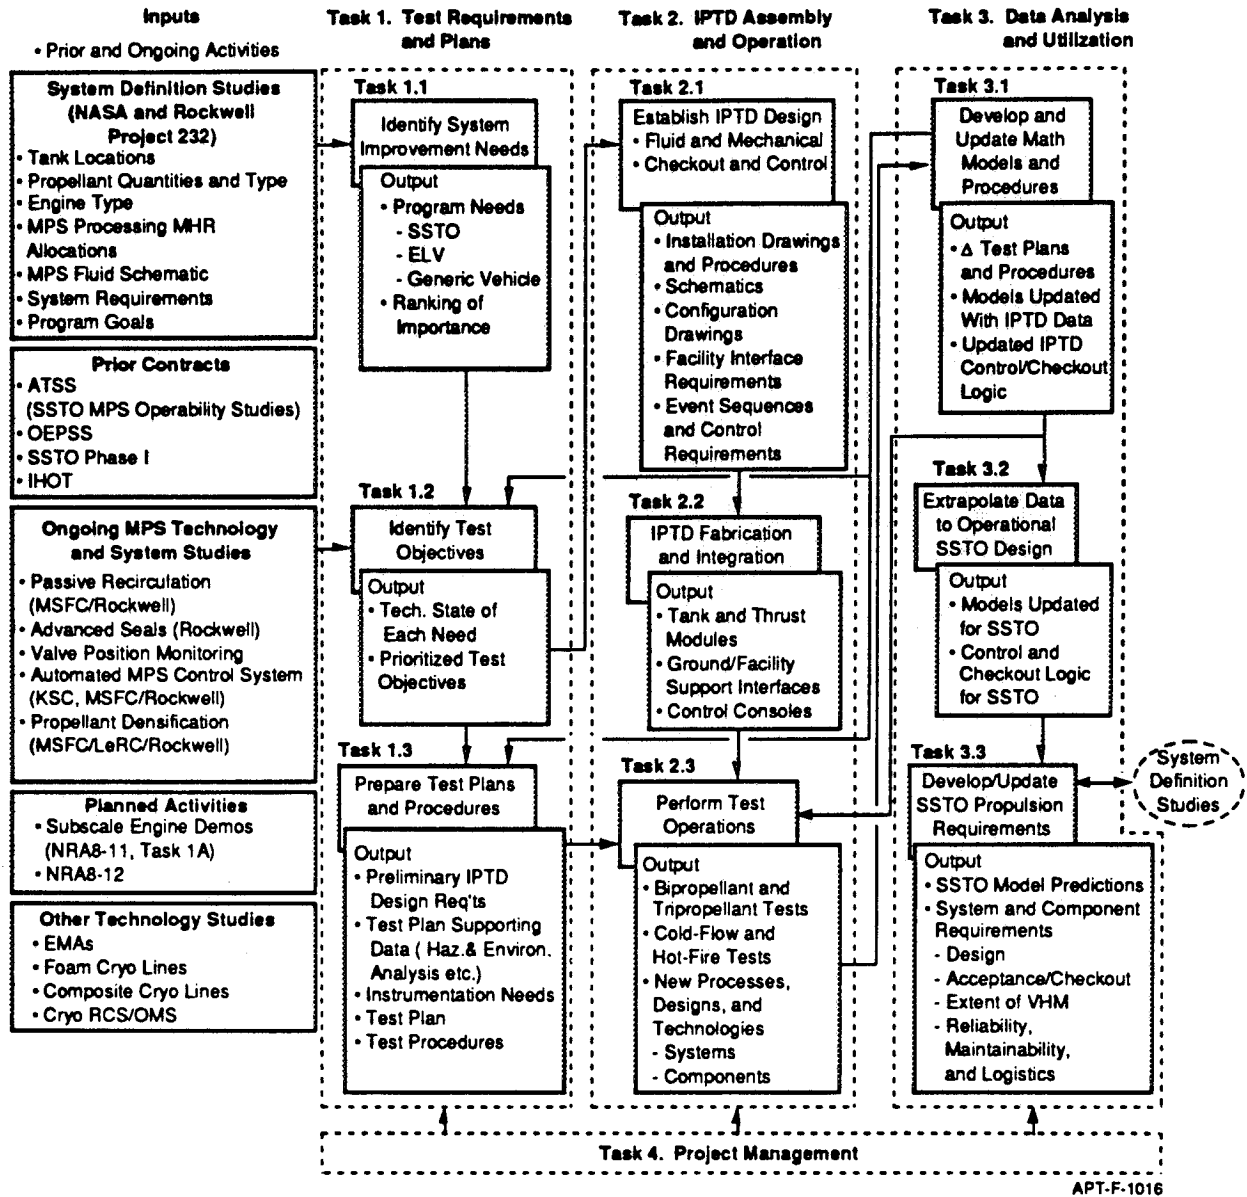 Inputs
• Prior and Ongoing Activities
System Definition Studies
(NASA and Rockwell
Project 232)
• Tank Locations
• Propellant Quantities and Type
• Engine Type
• MPS Processing MHR
Allocations
• MPS Fluid Schematic
• System Requirements
• Program Goals
Prior Contracts
• ATSS
(SSTO MPS Operability Studies)
• OEPSS
• SSTO Phase I
• IHOT
Ongoing MPS Technology
and System Studies
• Passive Recirculation
(MSFC/Rockwell)
• Advanced Seals (Rockwell)
• Valve Position Monitoring
• Automated MPS Control System
(KSC, MSFC/Rockwell)
• Propellant Densification
(MSFC/LeRC/Rockwell)
Planned Activities
• Subscale Engine Demos
(NRA8-11, Task 1A)
• NRA8-12
Other Technology Studies
• EMAs
• Foam Cryo Lines
• Composite Cryo Lines
• Cryo RCS/OMS
Task 1. Test Requirements
and Plans
Task 1.1
Identify System
Improvement Needs
Output
• Program Needs
- SSTO
- ELV
- Generic Vehicle
• Ranking of
Importance
Task 1.2
Identify Test
Objectives
Output
• Tech. State of
Each Need
• Prioritized Test
Objectives
Task 1.3
Prepare Test Plans
and Procedures
Output
• Preliminary IPTD
Design Req'ts
• Test Plan Supporting
Data ( Haz.& Environ.
Analysis etc.)
• Instrumentation Needs
• Test Plan
• Test Procedures
Task 2. IPTD Assembly
and Operation
Task 2.1
Establish IPTD Design
• Fluid and Mechanical
• Checkout and Control
Output
• Installation Drawings
and Procedures
• Schematics
• Configuration
Drawings
• Facility Interface
Requirements
• Event Sequences
and Control
Requirements
Task 2.2
IPTD Fabrication
and Integration
Output
• Tank and Thrust
Modules
• Ground/Facility
Support Interfaces
• Control Consoles
Task 2.3
Perform Test
Operations
Output
• Bipropellant and
Tripropellant Tests
• Cold-Flow and
Hot-Fire Tests
• New Processes,
Designs, and
Technologies
- Systems
- Components
Task 3. Data Analysis
and Utilization
Task 3.1
Develop and
Update Math
Models and
Procedures
Output
• Δ Test Plans
and Procedures
• Models Updated
With IPTD Data
• Updated IPTD
Control/Checkout
Logic
Task 3.2
Extrapolate Data
to Operational
SSTO Design
Output
• Models Updated
for SSTO
• Control and
Checkout Logic
for SSTO
Task 3.3
Develop/Update
SSTO Propulsion
Requirements
Output
• SSTO Model Predictions
• System and Component
Requirements
- Design
- Acceptance/Checkout
- Extent of VHM
- Reliability,
Maintainability,
and Logistics
System
Definition
Studies
Task 4. Project Management
APT-F-1016